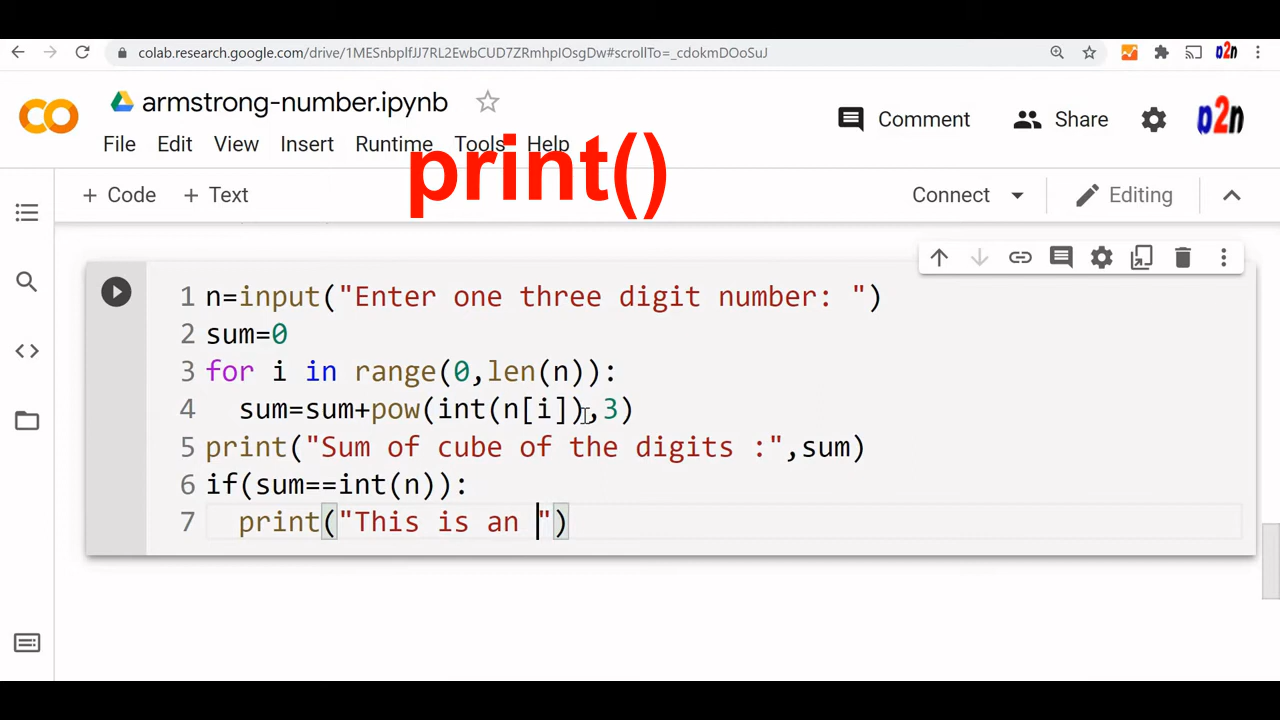 colab.research.google.com/drive/1MESnbplfJJ7RL2EwbCUD7ZRmhpIOsgDw#scrollTo=_cdokmDOoSuJ
armstrong-number.ipynb
Comment
Share
o2n
File Edit View Insert Runtime Tools Help
print()
+ Code + Text
Connect
Editing
1 n=input("Enter one three digit number: ")
2 sum=0
3 for i in range(0,len(n)):
4   sum=sum+pow(int(n[i]),3)
5 print("Sum of cube of the digits :",sum)
6 if(sum==int(n)):
7   print("This is an ")